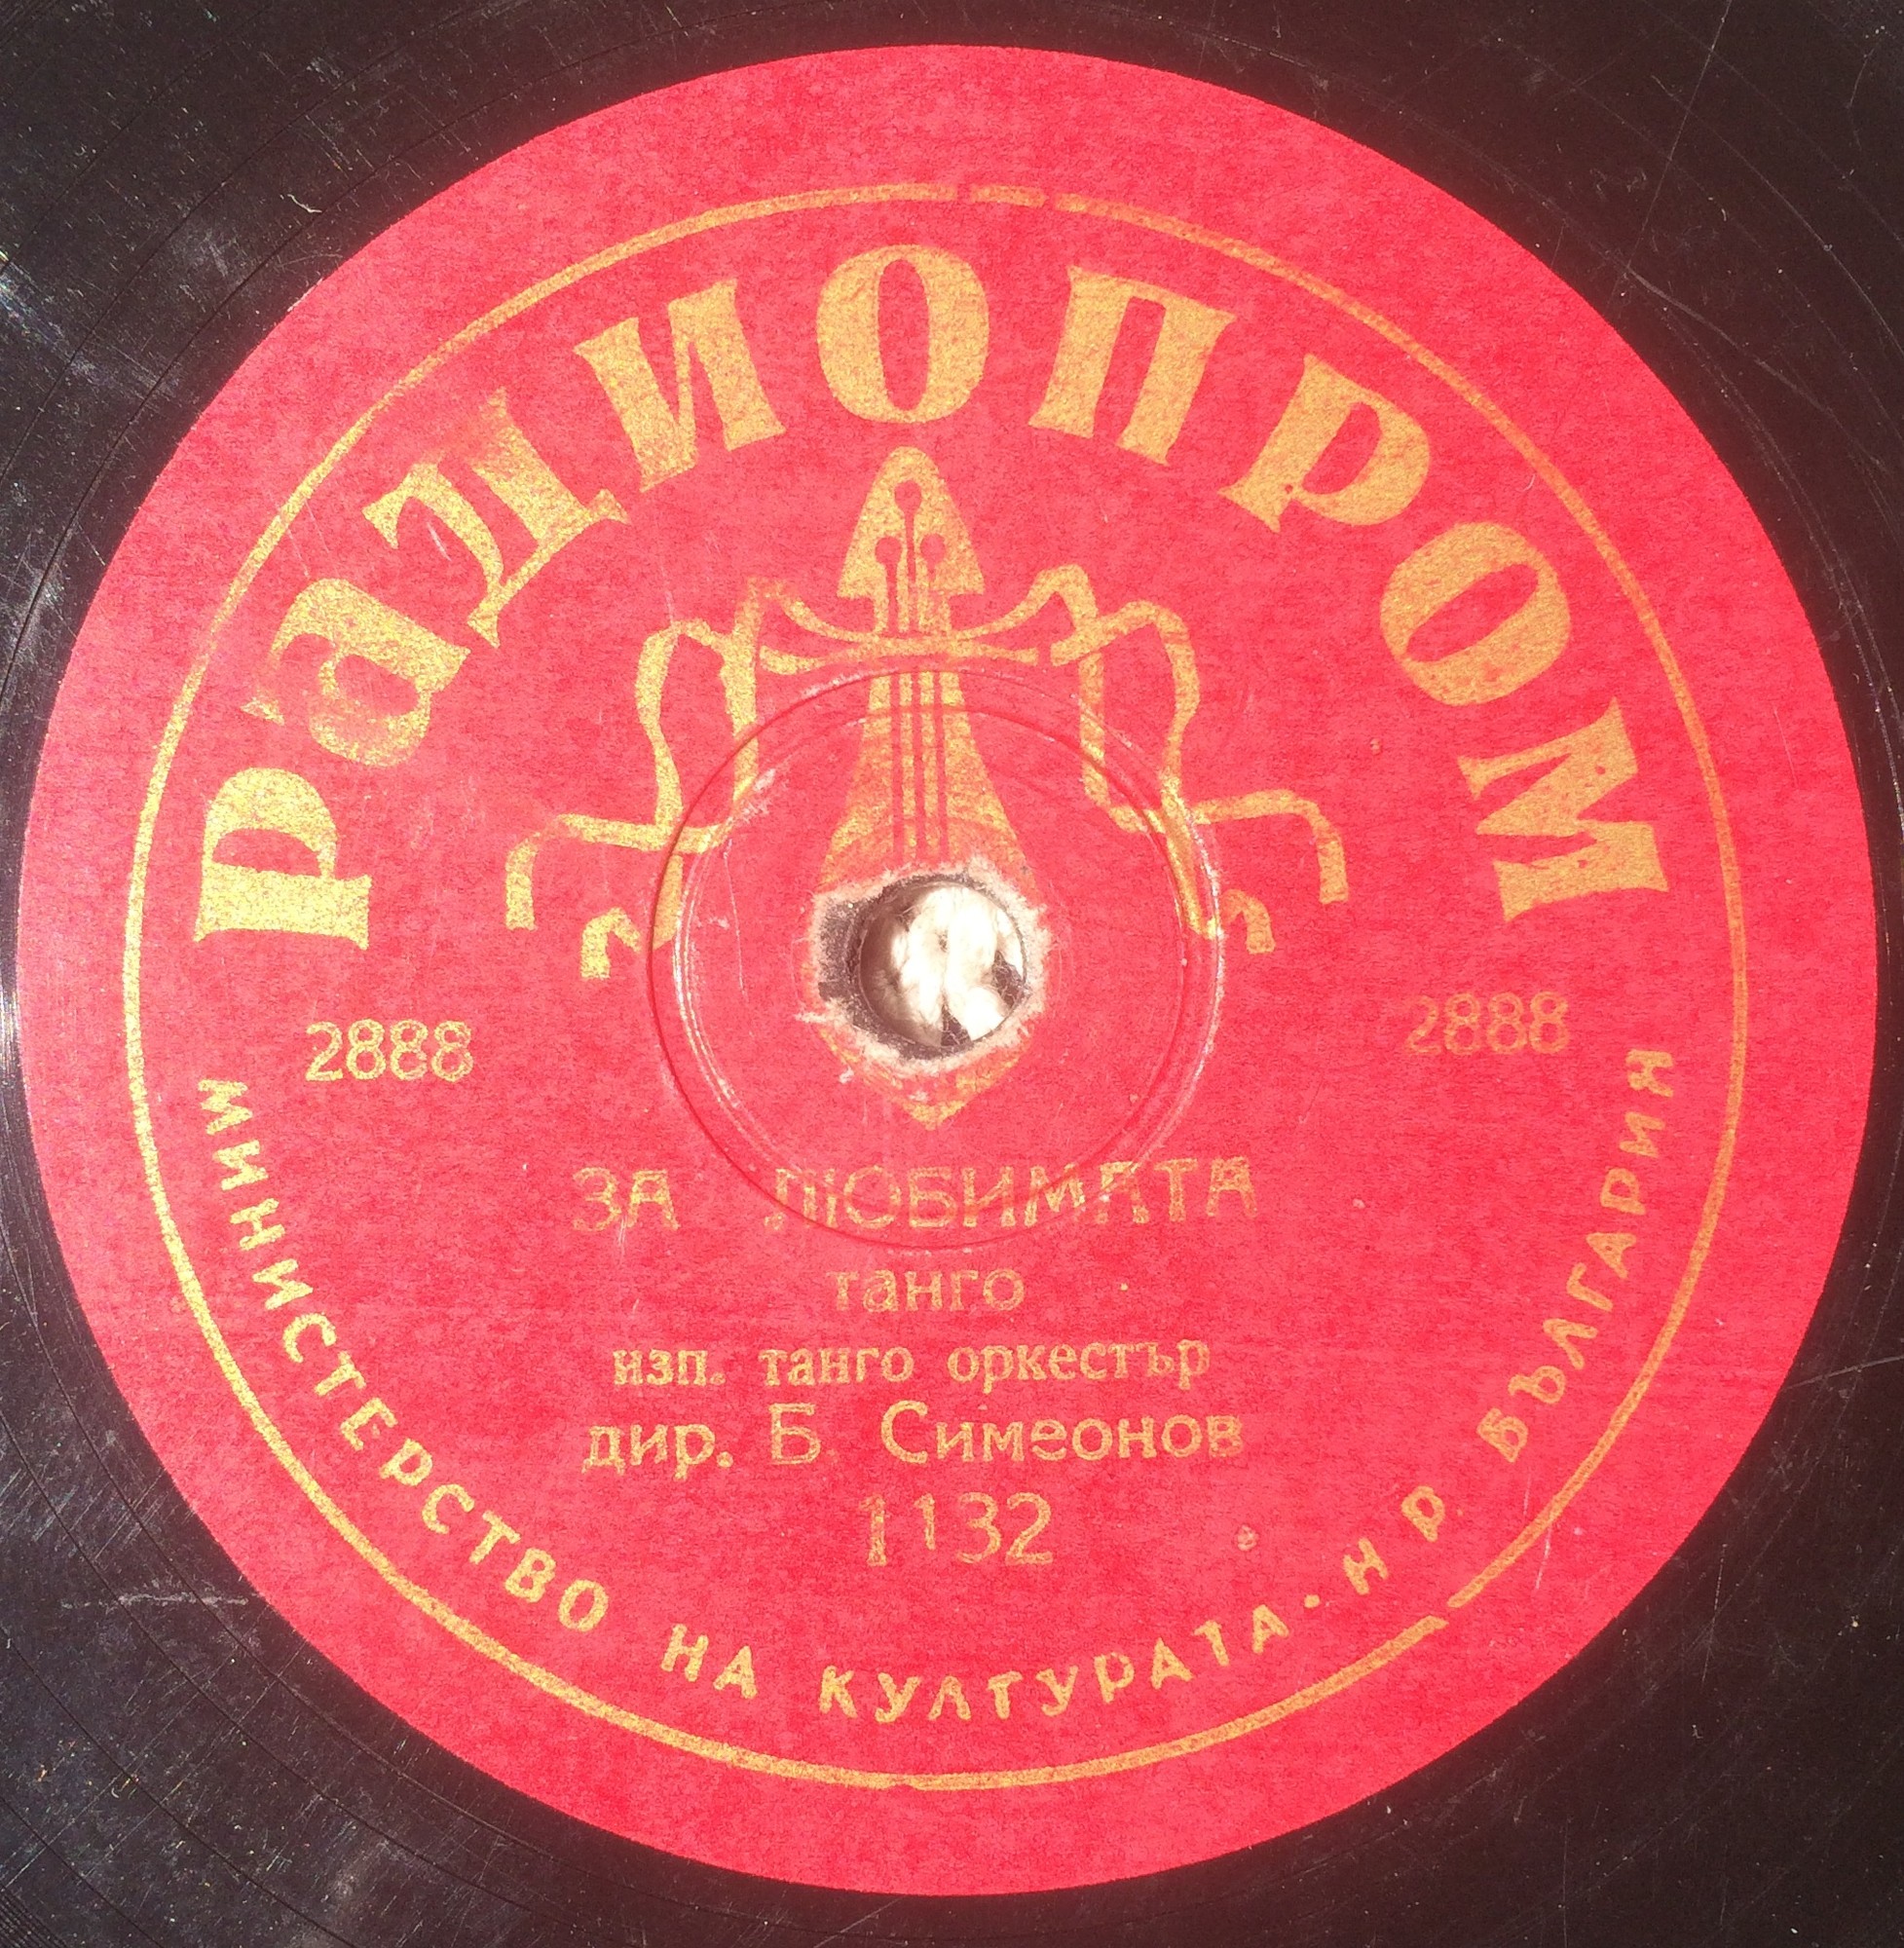 Радиопром
2888 2888
ЗА ЛЮБИМАТА
танго
изп. танго оркестър
дир. Б. Симеонов
1132
МИНИСТЕРСТВО НА КУЛТУРАТА · Н Р. БЪЛГАРИЯ